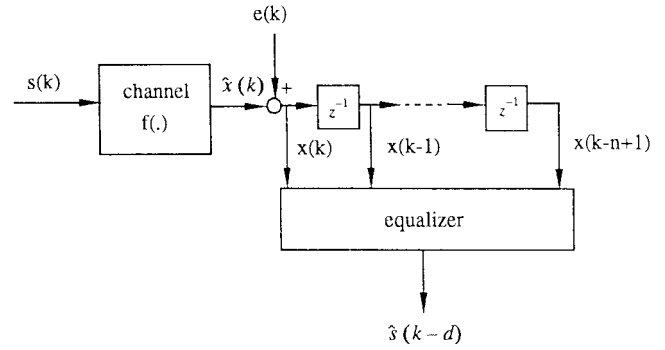 e(k)
s(k)
channel
f(.)
x̂(k)
+
z⁻¹
z⁻¹
x(k)
x(k-1)
x(k-n+1)
equalizer
ŝ(k-d)